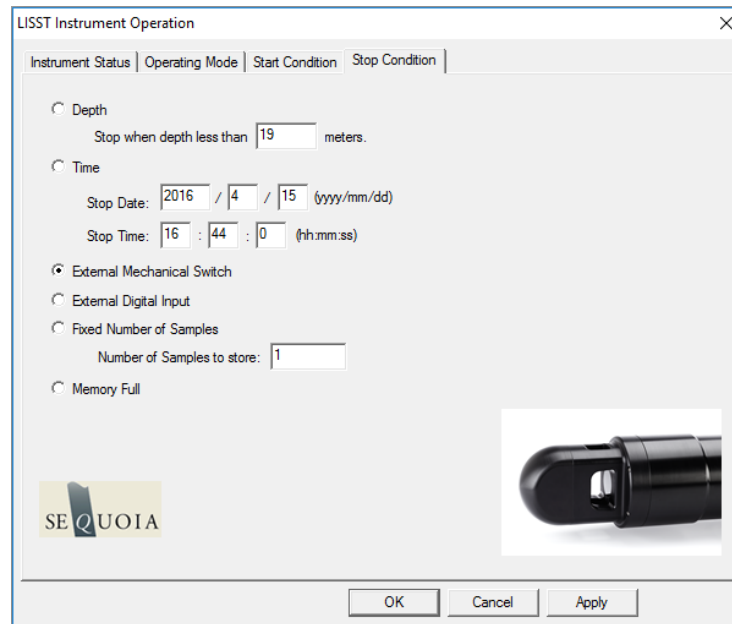 LISST Instrument Operation
Instrument Status Operating Mode Start Condition Stop Condition
Depth
Stop when depth less than 19 meters.
Time
Stop Date: 2016 / 4 / 15 (yyyy/mm/dd)
Stop Time: 16 : 44 : 0 (hh:mm:ss)
External Mechanical Switch
External Digital Input
Fixed Number of Samples
Number of Samples to store: 1
Memory Full
SEQUOIA
OK Cancel Apply